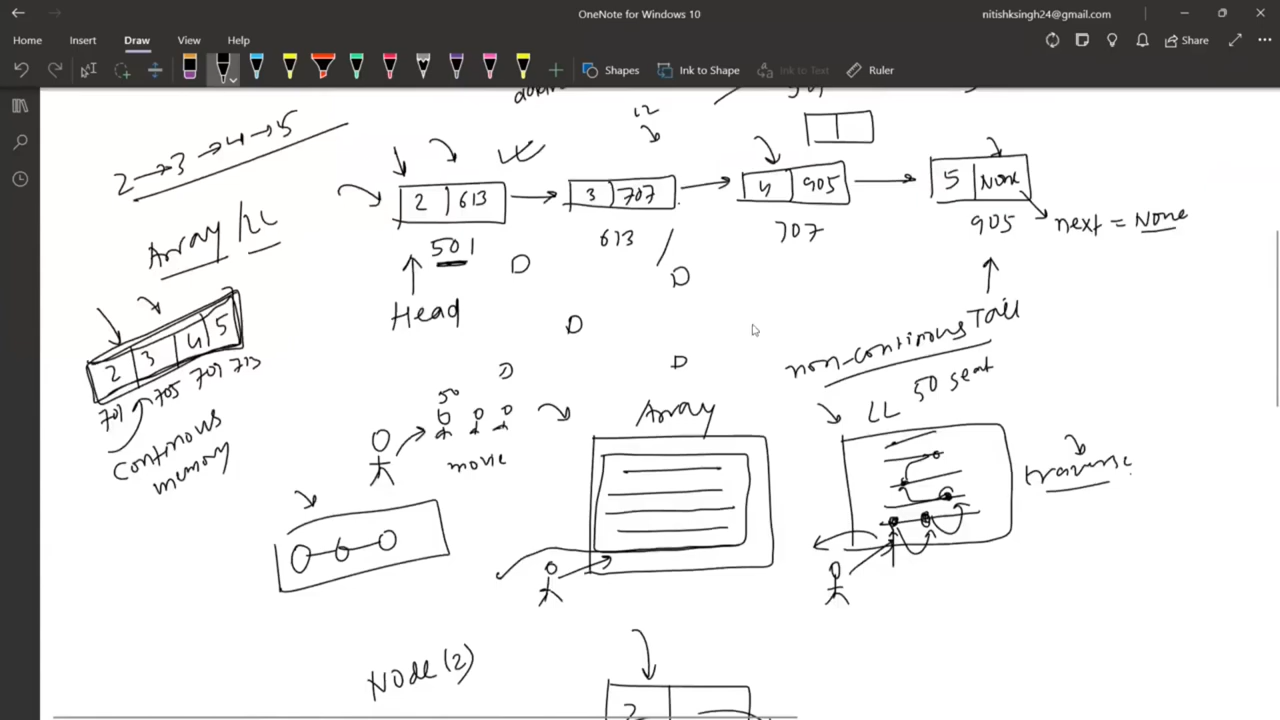 OneNote for Windows 10
nitishksingh24@gmail.com
Home Insert Draw View Help
Share
Shapes
Ink to Shape
Ink to Text
Ruler
12
2 → 3 → 4 → 5
2 613
3 707
4 905
5 None
501
613
707
905
next = None
Array / LL
Head
Tail
D
D
D
D
D
2 3 4 5
701 705 709 713
Continous
memory
non-continous
50 seat
50
movie
Array
LL
traverse
Node (2)
2